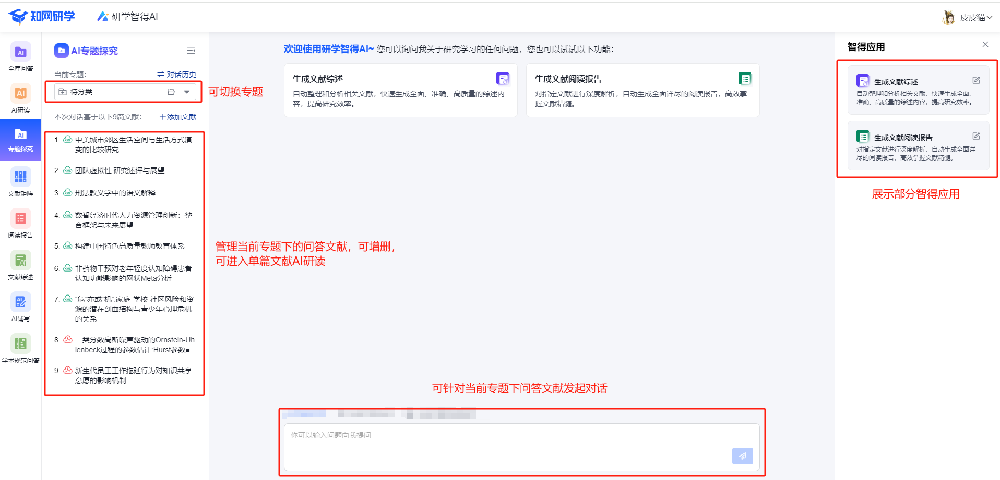 知网研学 | 研学智得AI
皮皮猫
AI
全库问答
AI
AI研读
AI
专题探究
文献矩阵
阅读报告
AI
文献综述
AI
AI辅写
学术规范问答
AI AI专题探究
当前专题： 对话历史
待分类
可切换专题
本次对话基于以下9篇文献： +添加文献
1. XML 中美城市郊区生活空间与生活方式演
变的比较研究
2. XML 团队虚拟性:研究述评与展望
3. XML 刑法教义学中的语义解释
4. XML 数智经济时代人力资源管理创新：整
合框架与未来展望
5. XML 构建中国特色高质量教师教育体系
6. XML 非药物干预对老年轻度认知障碍患者
认知功能影响的网状Meta分析
7. XML “危”亦或“机”:家庭-学校-社区风险和资
源的潜在剖面结构与青少年心理危机
的关系
8. 一类分数高斯噪声驱动的Ornstein-Uh
lenbeck过程的参数估计:Hurst参数■
9. 新生代员工工作拖延行为对知识共享
意愿的影响机制
管理当前专题下的问答文献，可增删，
可进入单篇文献AI研读
欢迎使用研学智得AI~ 您可以询问我关于研究学习的任何问题，您也可以试试以下功能：
生成文献综述
AI
自动整理和分析相关文献，快速生成全面、准确、高质量的综述内
容，提高研究效率。
生成文献阅读报告
对指定文献进行深度解析，自动生成全面详尽的阅读报告，高效掌
握文献精髓。
可针对当前专题下问答文献发起对话
你可以输入问题向我提问
智得应用
AI 生成文献综述
自动整理和分析相关文献，快速生成全面、
准确、高质量的综述内容，提高研究效率。
生成文献阅读报告
对指定文献进行深度解析，自动生成全面详
尽的阅读报告，高效掌握文献精髓。
展示部分智得应用